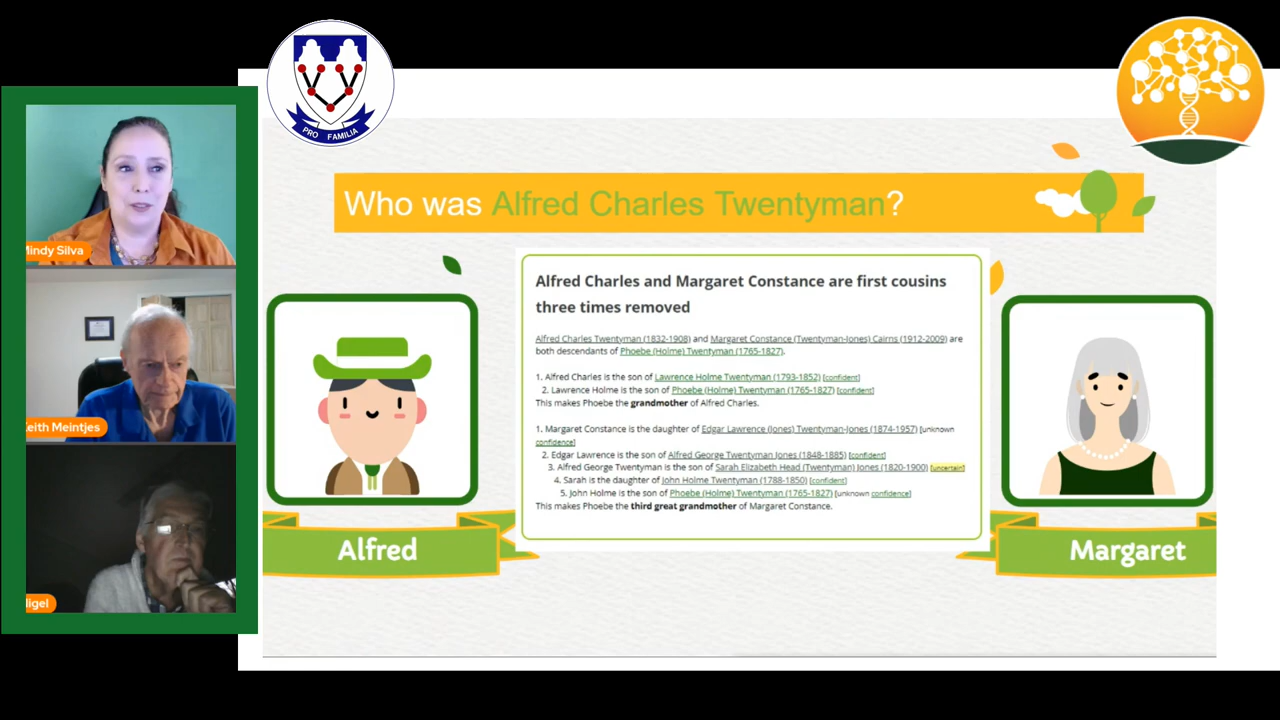 PRO FAMILIA
Who was Alfred Charles Twentyman?
indy Silva
eith Meintjes
igel
Alfred Charles and Margaret Constance are first cousins
three times removed
Alfred Charles Twentyman (1832-1908) and Margaret Constance (Twentyman-Jones) Cairns (1912-2009) are
both descendants of Phoebe (Holme) Twentyman (1765-1827).
1. Alfred Charles is the son of Lawrence Holme Twentyman (1793-1852) [confident]
2. Lawrence Holme is the son of Phoebe (Holme) Twentyman (1765-1827) [confident]
This makes Phoebe the grandmother of Alfred Charles.
1. Margaret Constance is the daughter of Edgar Lawrence (Jones) Twentyman-Jones (1874-1957) [unknown
confidence]
2. Edgar Lawrence is the son of Alfred George Twentyman Jones (1848-1885) [confident]
3. Alfred George Twentyman is the son of Sarah Elizabeth Head (Twentyman) Jones (1820-1900) [uncertain]
4. Sarah is the daughter of John Holme Twentyman (1788-1850) [confident]
5. John Holme is the son of Phoebe (Holme) Twentyman (1765-1827) [unknown confidence]
This makes Phoebe the third great grandmother of Margaret Constance.
Alfred
Margaret